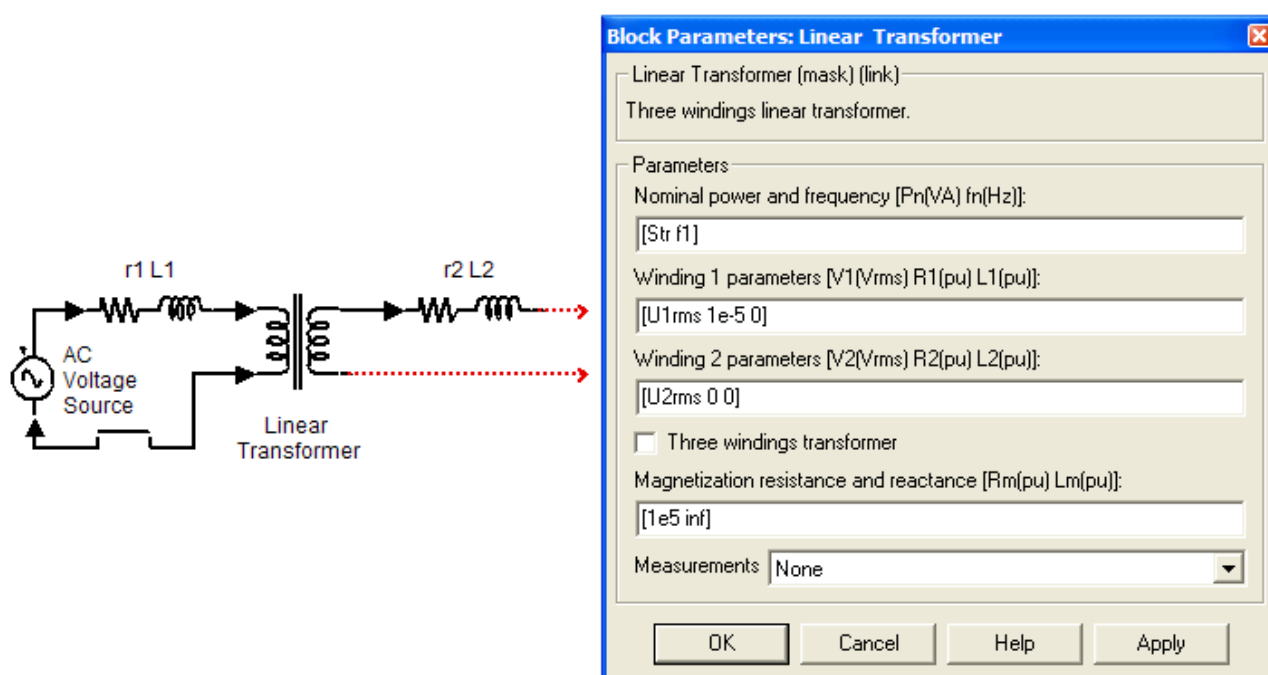 r1 L1
r2 L2
AC
Voltage
Source
Linear
Transformer
Block Parameters: Linear Transformer
Linear Transformer (mask) (link)
Three windings linear transformer.
Parameters
Nominal power and frequency [Pn(VA) fn(Hz)]:
[Str f1]
Winding 1 parameters [V1(Vrms) R1(pu) L1(pu)]:
[U1rms 1e-5 0]
Winding 2 parameters [V2(Vrms) R2(pu) L2(pu)]:
[U2rms 0 0]
Three windings transformer
Magnetization resistance and reactance [Rm(pu) Lm(pu)]:
[1e5 inf]
Measurements None
OK Cancel Help Apply